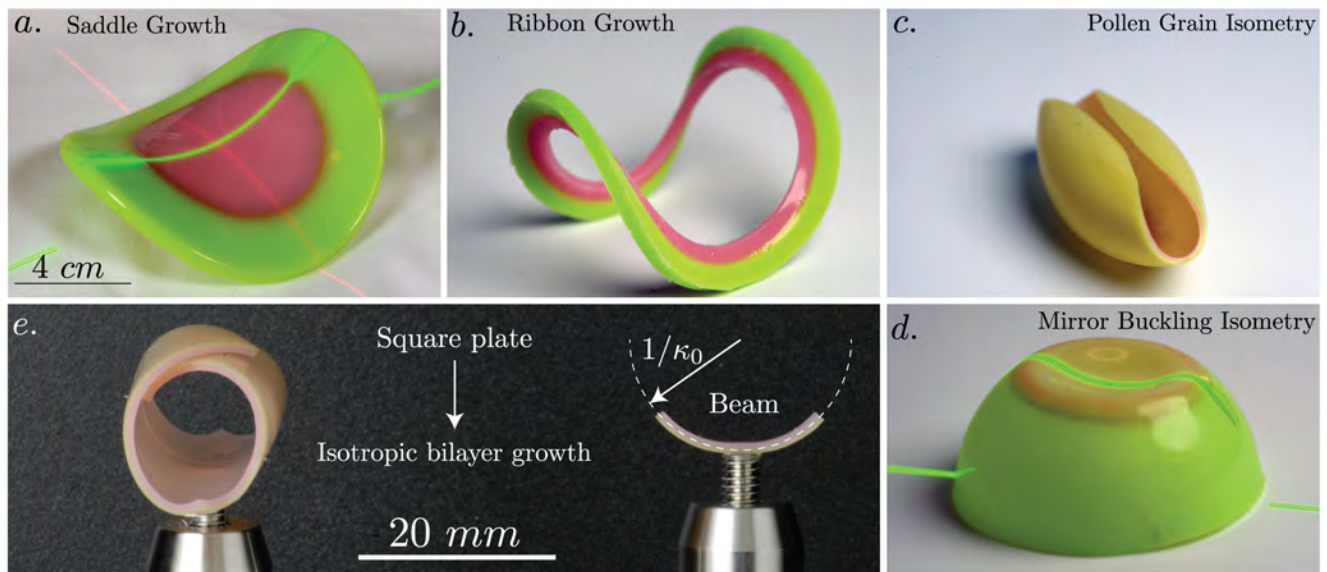 a. Saddle Growth
4 cm
b. Ribbon Growth
c. Pollen Grain Isometry
e.
Square plate
Isotropic bilayer growth
20 mm
1/κ₀
Beam
d. Mirror Buckling Isometry